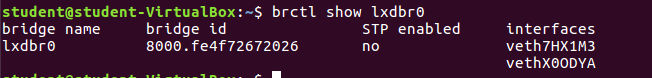 student@student-VirtualBox:~$ brctl show lxdbr0
bridge name bridge id STP enabled interfaces
lxdbr0 8000.fe4f72672026 no veth7HX1M3
vethX0ODYA
student@student-VirtualBox:~$